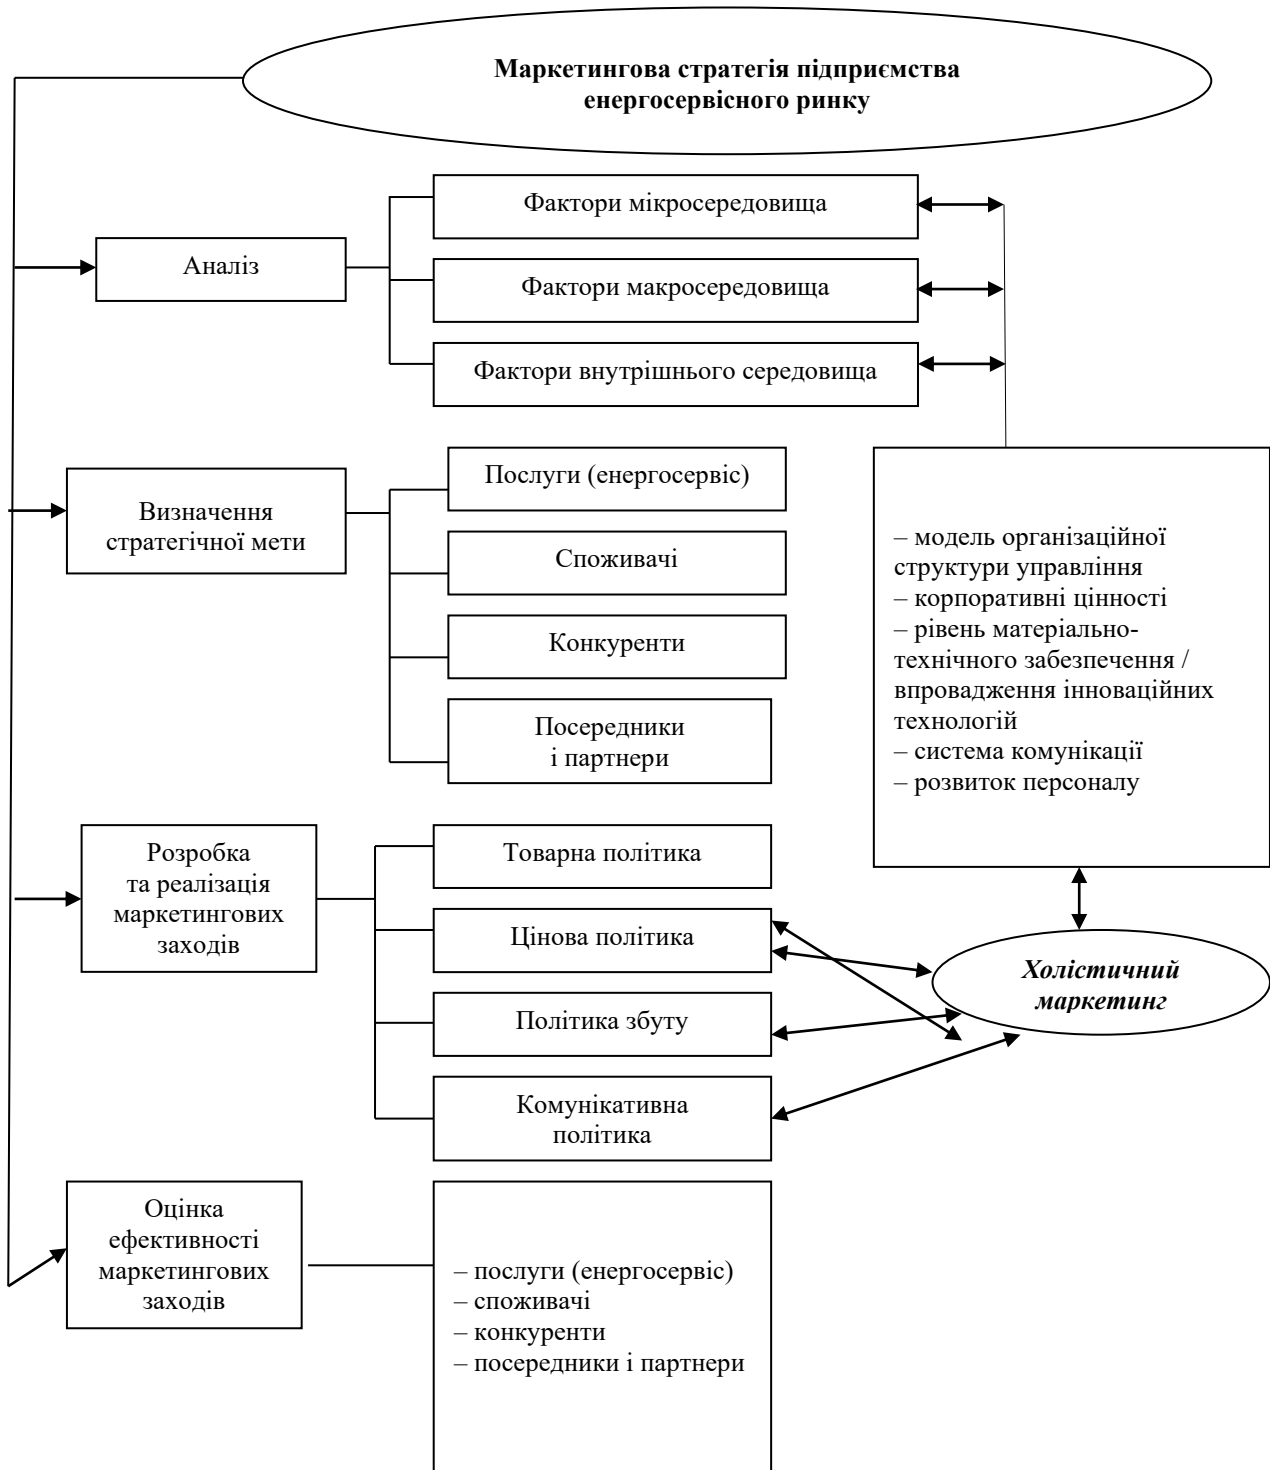 Маркетингова стратегія підприємства
енергосервісного ринку
Аналіз
Фактори мікросередовища
Фактори макросередовища
Фактори внутрішнього середовища
Визначення
стратегічної мети
Послуги (енергосервіс)
Споживачі
Конкуренти
Посередники
і партнери
– модель організаційної
структури управління
– корпоративні цінності
– рівень матеріально-
технічного забезпечення /
впровадження інноваційних
технологій
– система комунікації
– розвиток персоналу
Розробка
та реалізація
маркетингових
заходів
Товарна політика
Цінова політика
Політика збуту
Комунікативна
політика
Холістичний
маркетинг
Оцінка
ефективності
маркетингових
заходів
– послуги (енергосервіс)
– споживачі
– конкуренти
– посередники і партнери